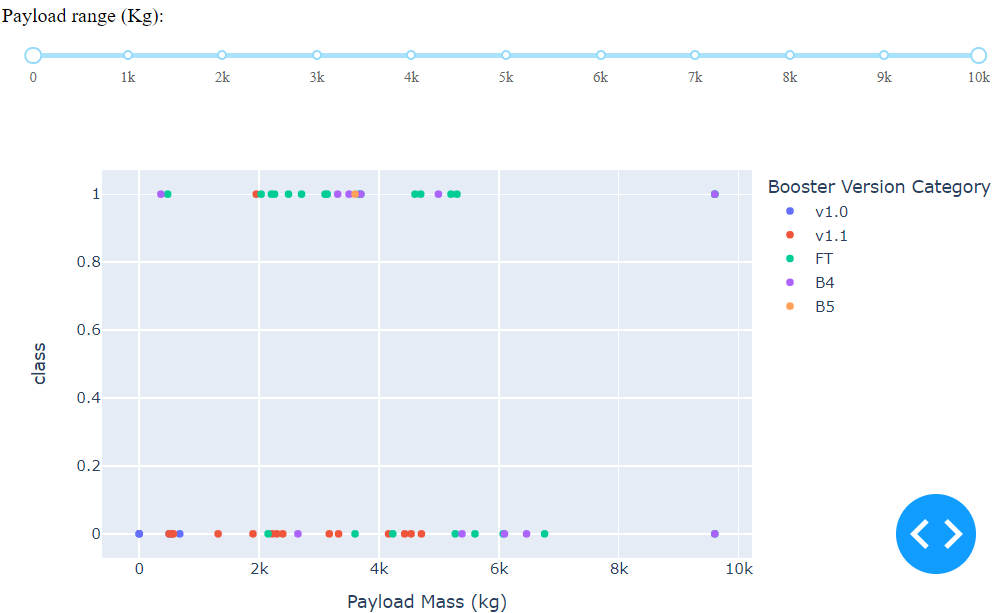 Payload range (Kg):
0 1k 2k 3k 4k 5k 6k 7k 8k 9k 10k
1
0.8
0.6
0.4
0.2
0
class
0 2k 4k 6k 8k 10k
Payload Mass (kg)
Booster Version Category
v1.0
v1.1
FT
B4
B5